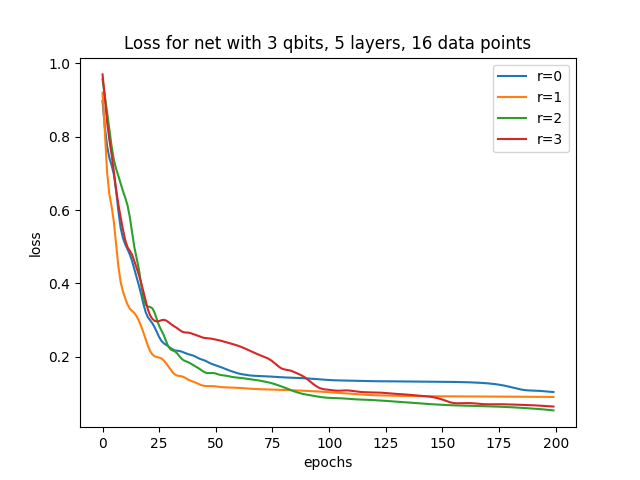 Loss for net with 3 qbits, 5 layers, 16 data points
r=0
r=1
r=2
r=3
1.0
0.8
0.6
0.4
0.2
loss
0 25 50 75 100 125 150 175 200
epochs